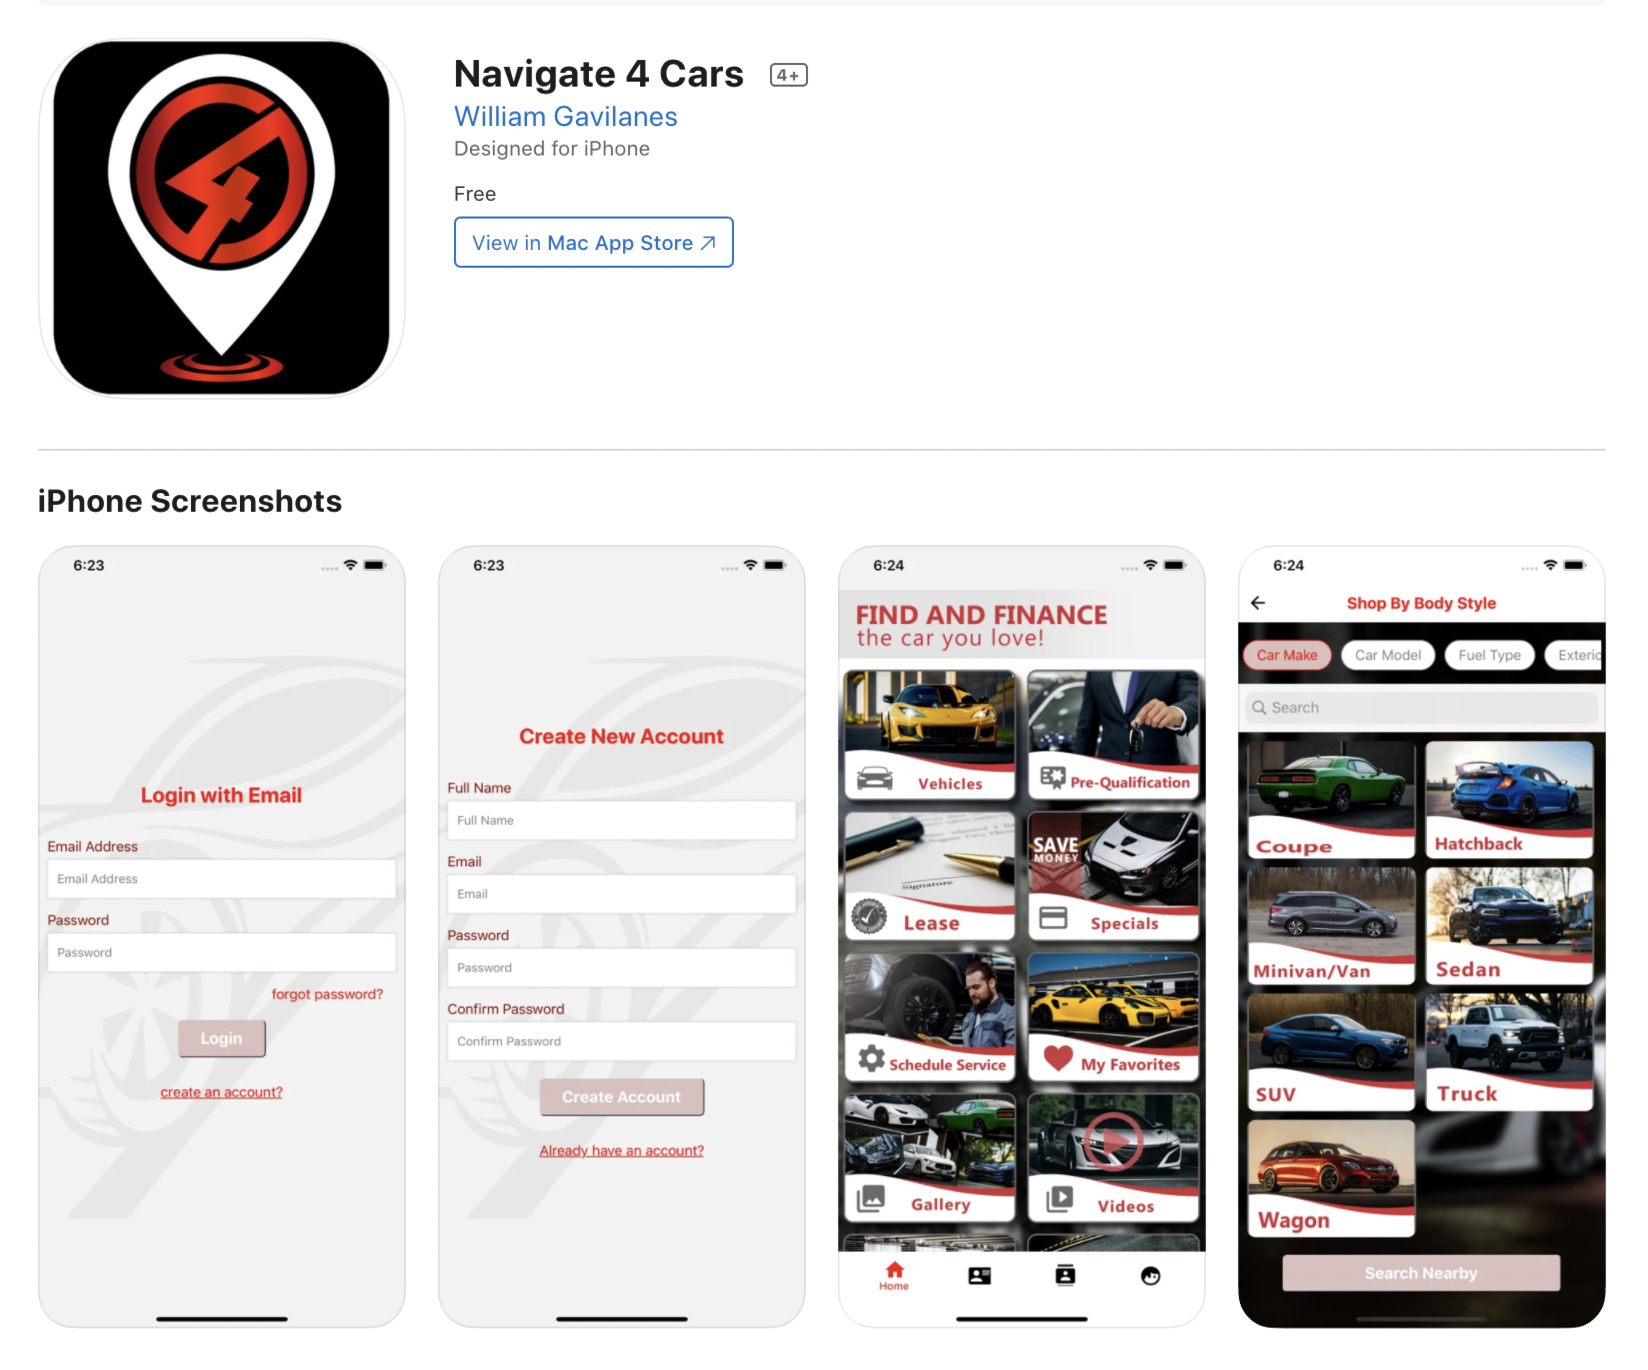 Navigate 4 Cars 4+
William Gavilanes
Designed for iPhone
Free
View in Mac App Store ↗
iPhone Screenshots
6:23
Login with Email
Email Address
Email Address
Password
Password
forgot password?
Login
create an account?
6:23
Create New Account
Full Name
Full Name
Email
Email
Password
Password
Confirm Password
Confirm Password
Create Account
Already have an account?
6:24
FIND AND FINANCE
the car you love!
Vehicles
Pre-Qualification
Signature
Lease
SAVE
MONEY
Specials
Schedule Service
My Favorites
Gallery
Videos
Home
6:24
Shop By Body Style
Car Make Car Model Fuel Type Exterio
Search
Coupe
Hatchback
Minivan/Van
Sedan
SUV
Truck
Wagon
Search Nearby